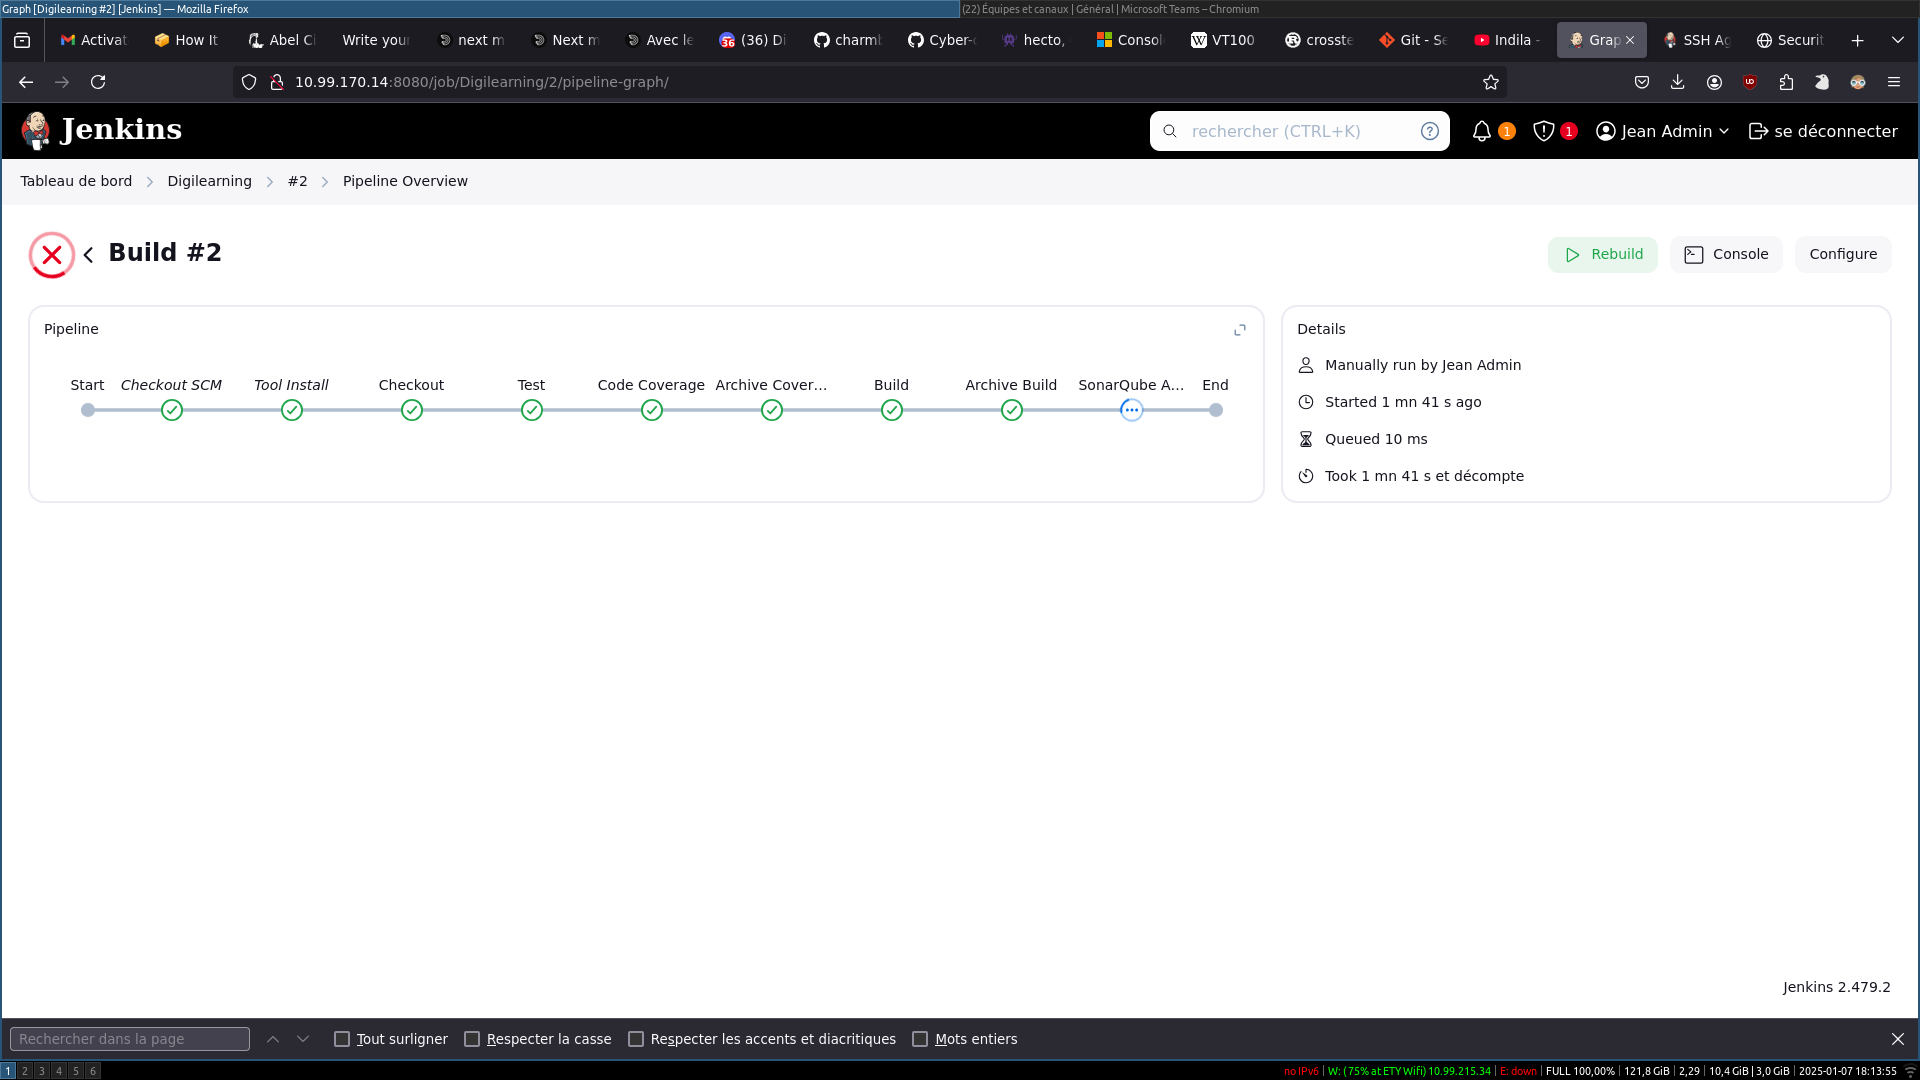 Graph [Digilearning #2] [Jenkins] — Mozilla Firefox
(22) Équipes et canaux | Général | Microsoft Teams – Chromium
Activat
How It
Abel Ci
Write your
next m
Next m
Avec le
(36) Di
charmb
Cyber-
hecto,
Consol
VT100
crosste
Git - Se
Indila -
Grap
SSH Ag
Securit
10.99.170.14:8080/job/Digilearning/2/pipeline-graph/
Jenkins
rechercher (CTRL+K)
1
1
Jean Admin
se déconnecter
Tableau de bord
Digilearning
#2
Pipeline Overview
Build #2
Rebuild
Console
Configure
Pipeline
Start
Checkout SCM
Tool Install
Checkout
Test
Code Coverage
Archive Cover...
Build
Archive Build
SonarQube A...
End
Details
Manually run by Jean Admin
Started 1 mn 41 s ago
Queued 10 ms
Took 1 mn 41 s et décompte
Jenkins 2.479.2
Rechercher dans la page
Tout surligner
Respecter la casse
Respecter les accents et diacritiques
Mots entiers
1 2 3 4 5 6
no IPv6 | W: (75% at ETY Wifi) 10.99.215.34 | E: down | FULL 100,00% | 121,8 GiB | 2,29 | 10,4 GiB | 3,0 GiB | 2025-01-07 18:13:55